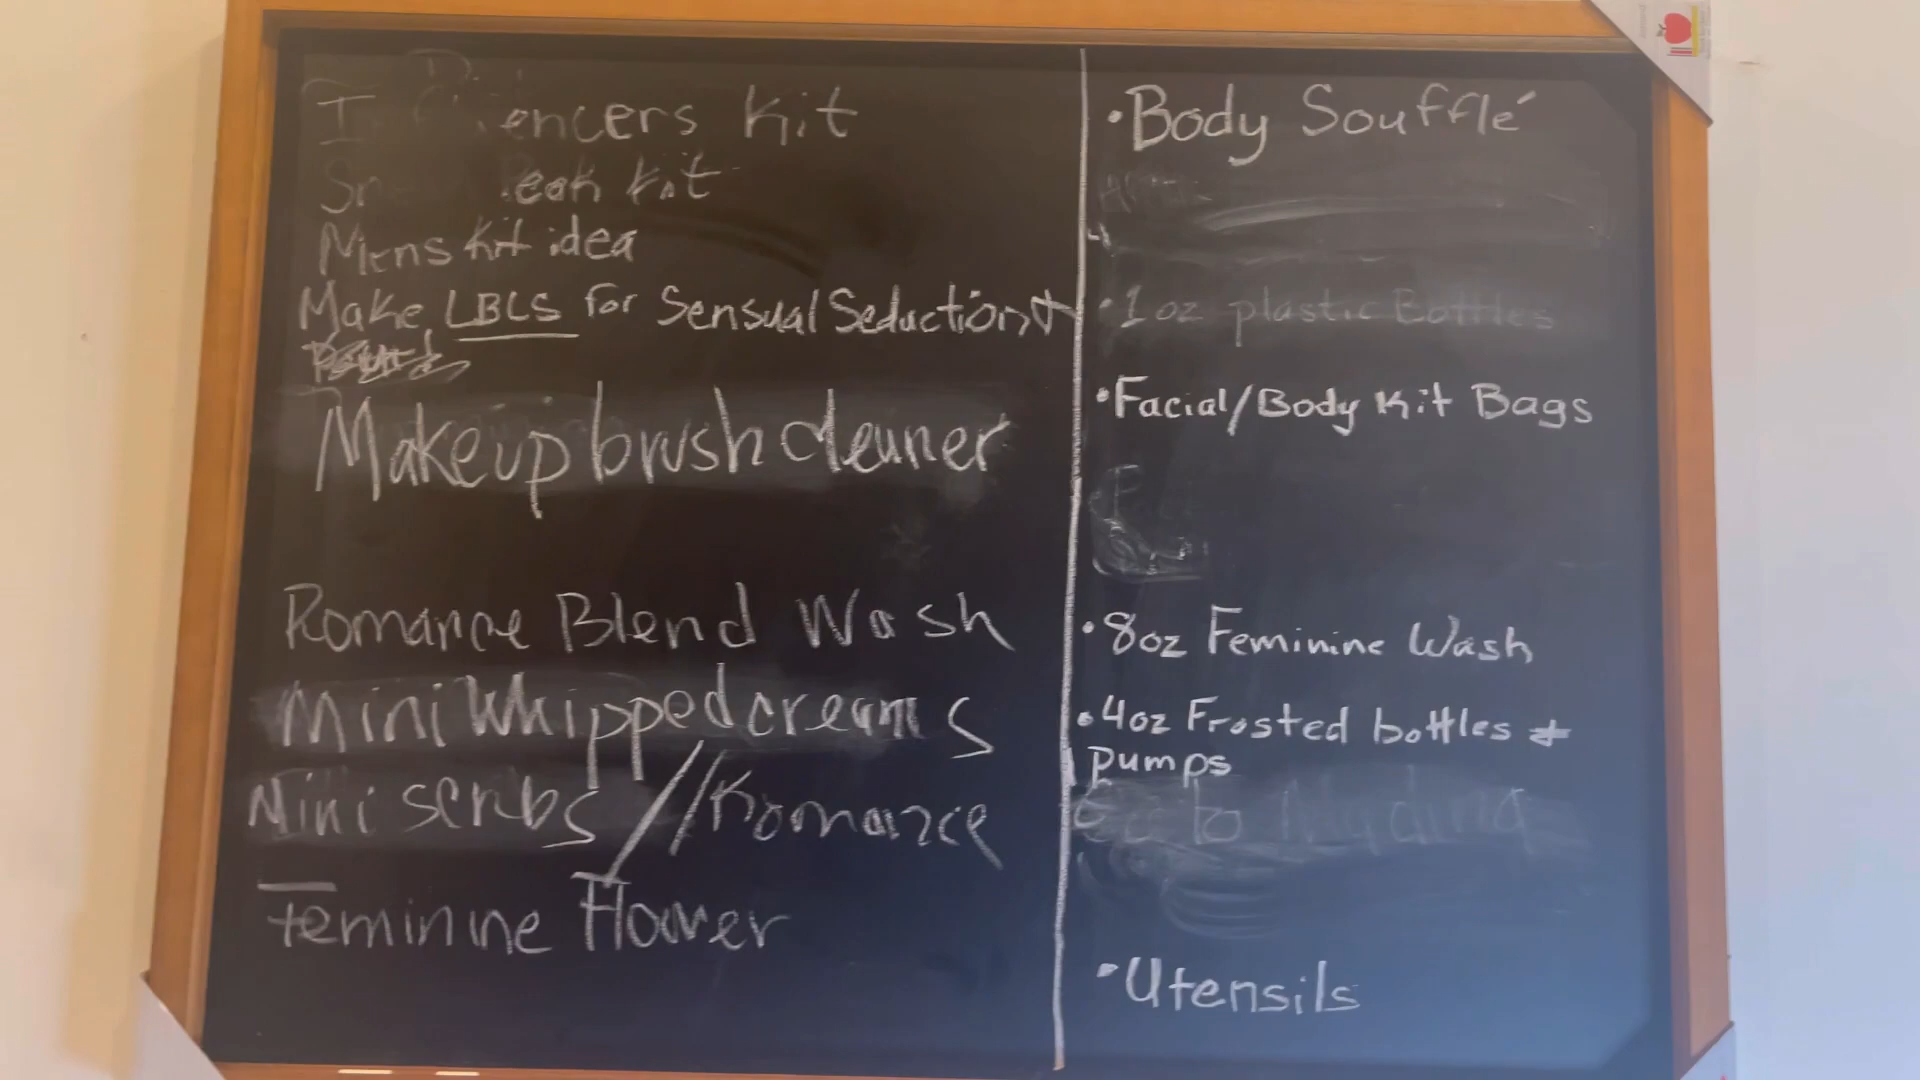 I encers Kit
Sn Peak Kit
Mens Kit idea
Make LBLS for Sensual Seduction +
Makeup brush cleaner
Romance Blend Wash
Mini Whipped creams
Mini scrubs // Romance
Feminine Flower
• Body Soufflé
• 1oz plastic Bottles
• Facial/Body Kit Bags
• 8oz Feminine Wash
• 4oz Frosted bottles +
Pumps
• Utensils